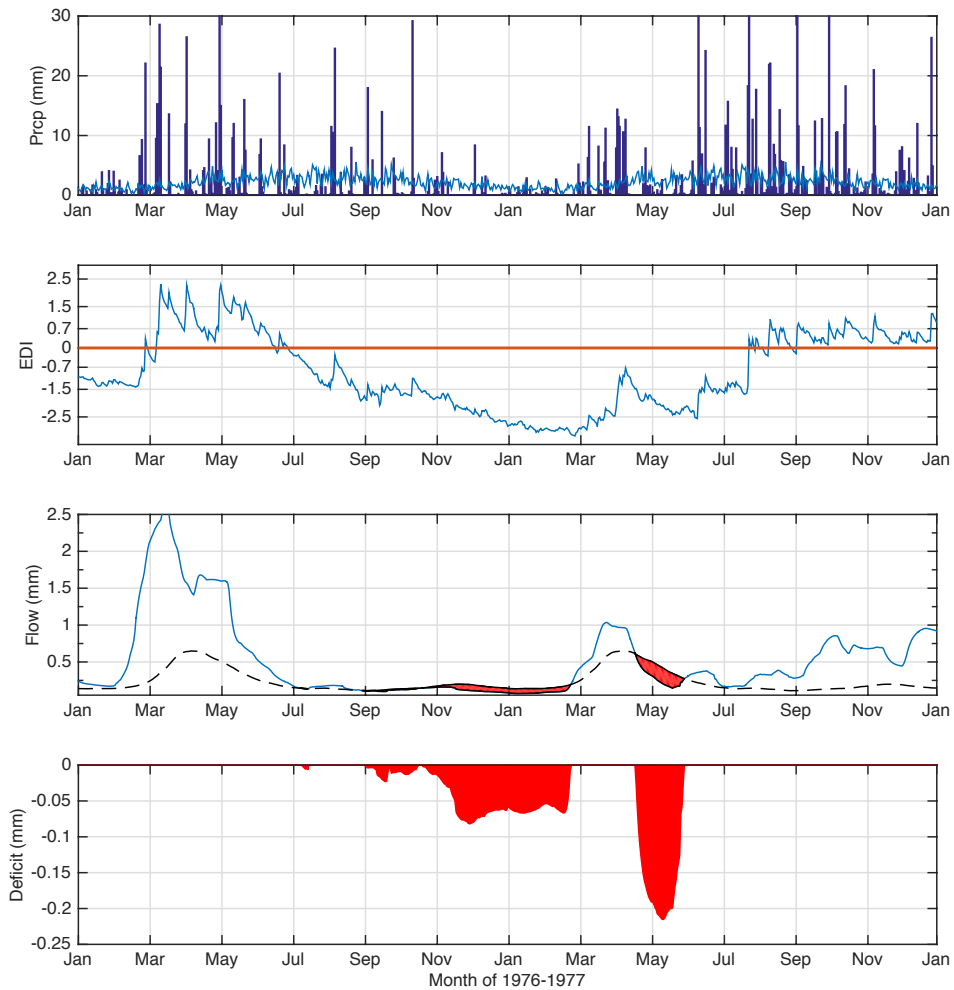 30
20
10
0
Prcp (mm)
Jan Mar May Jul Sep Nov Jan Mar May Jul Sep Nov Jan
2.5
1.5
0.7
0
-0.7
-1.5
-2.5
EDI
Jan Mar May Jul Sep Nov Jan Mar May Jul Sep Nov Jan
2.5
2
1.5
1
0.5
Flow (mm)
Jan Mar May Jul Sep Nov Jan Mar May Jul Sep Nov Jan
0
-0.05
-0.1
-0.15
-0.2
-0.25
Deficit (mm)
Jan Mar May Jul Sep Nov Jan Mar May Jul Sep Nov Jan
Month of 1976-1977